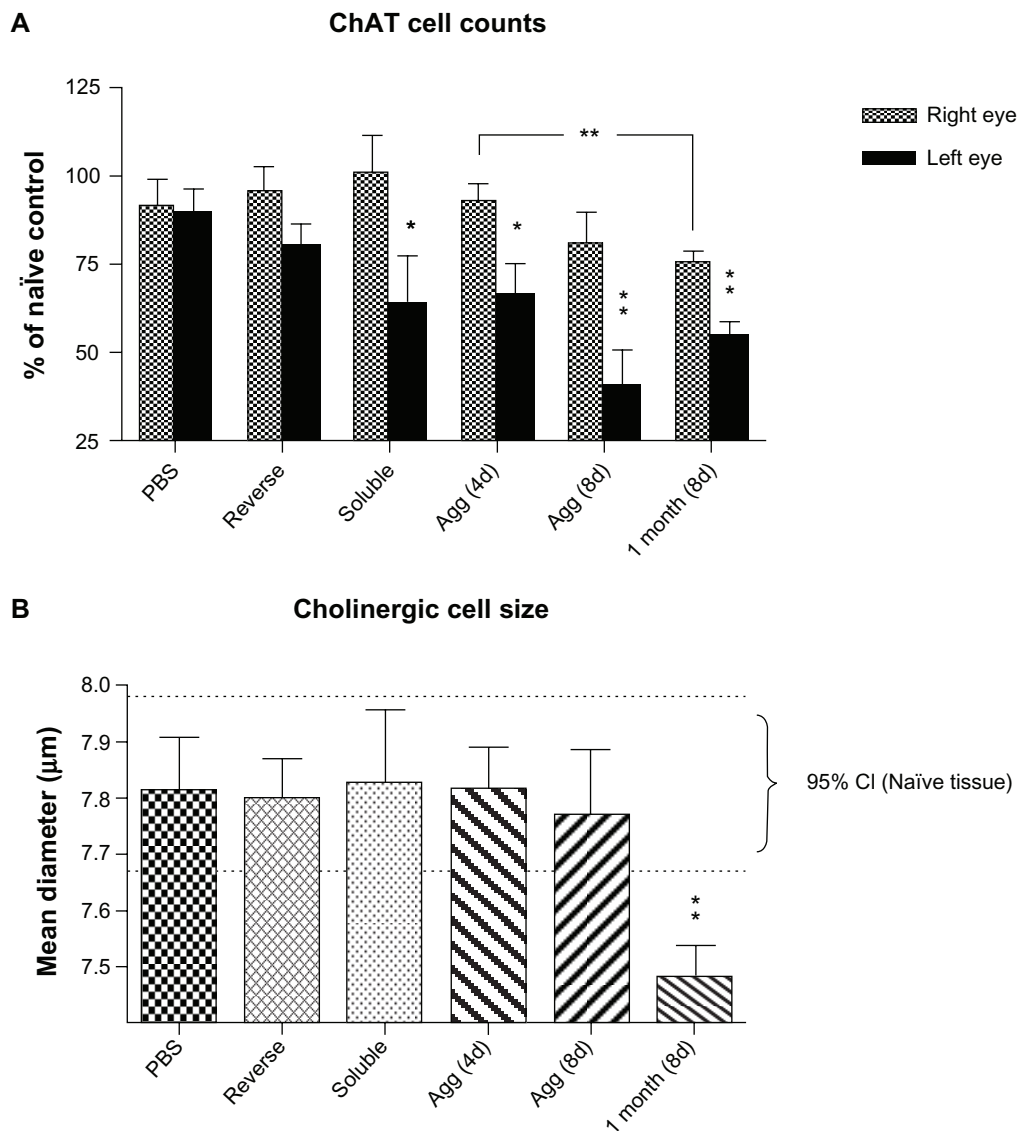 A
ChAT cell counts
% of naïve control
125
100
75
50
25
Right eye
Left eye
**
*
*
**
**
PBS
Reverse
Soluble
Agg (4d)
Agg (8d)
1 month (8d)
B
Cholinergic cell size
Mean diameter (μm)
8.0
7.9
7.8
7.7
7.6
7.5
95% CI (Naïve tissue)
**
PBS
Reverse
Soluble
Agg (4d)
Agg (8d)
1 month (8d)